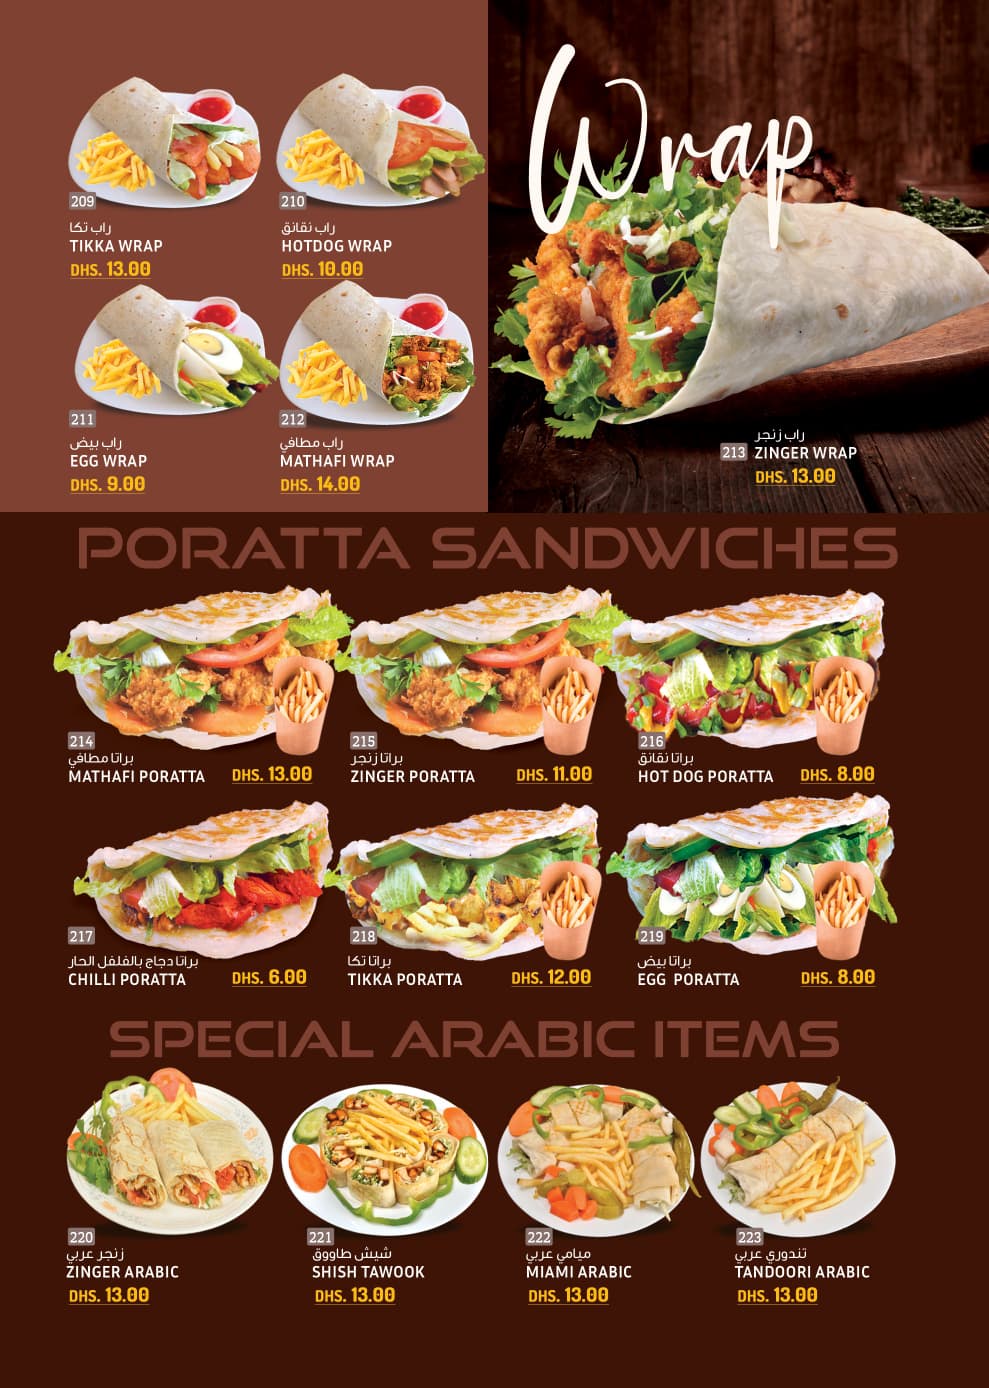 Wrap
209
راب تكا
TIKKA WRAP
DHS. 13.00
210
راب نقانق
HOTDOG WRAP
DHS. 10.00
211
راب بيض
EGG WRAP
DHS. 9.00
212
راب مطافي
MATHAFI WRAP
DHS. 14.00
راب زنجر
213 ZINGER WRAP
DHS. 13.00
PORATTA SANDWICHES
214
براتا مطافي
MATHAFI PORATTA DHS. 13.00
215
براتا زنجر
ZINGER PORATTA DHS. 11.00
216
براتا نقانق
HOT DOG PORATTA DHS. 8.00
217
براتا دجاج بالفلفل الحار
CHILLI PORATTA DHS. 6.00
218
براتا تكا
TIKKA PORATTA DHS. 12.00
219
براتا بيض
EGG PORATTA DHS. 8.00
SPECIAL ARABIC ITEMS
220
زنجر عربي
ZINGER ARABIC
DHS. 13.00
221
شيش طاووق
SHISH TAWOOK
DHS. 13.00
222
ميامي عربي
MIAMI ARABIC
DHS. 13.00
223
تندوري عربي
TANDOORI ARABIC
DHS. 13.00